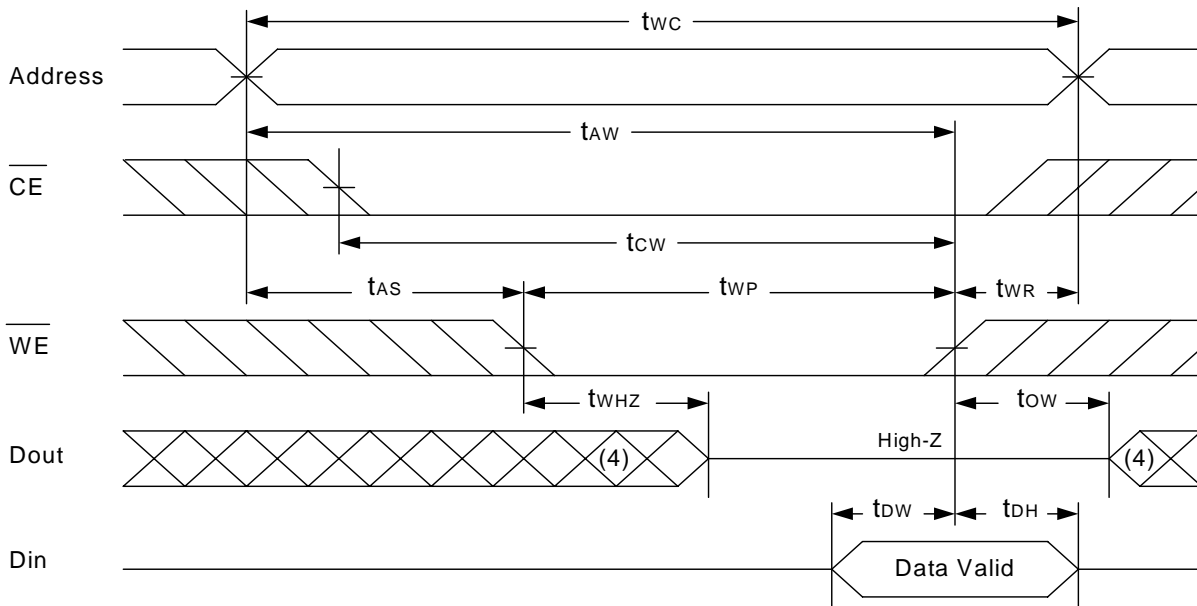 tWC
Address
tAW
CE
tCW
tAS
tWP
tWR
WE
tWHZ
tOW
Dout
(4)
High-Z
(4)
tDW
tDH
Din
Data Valid